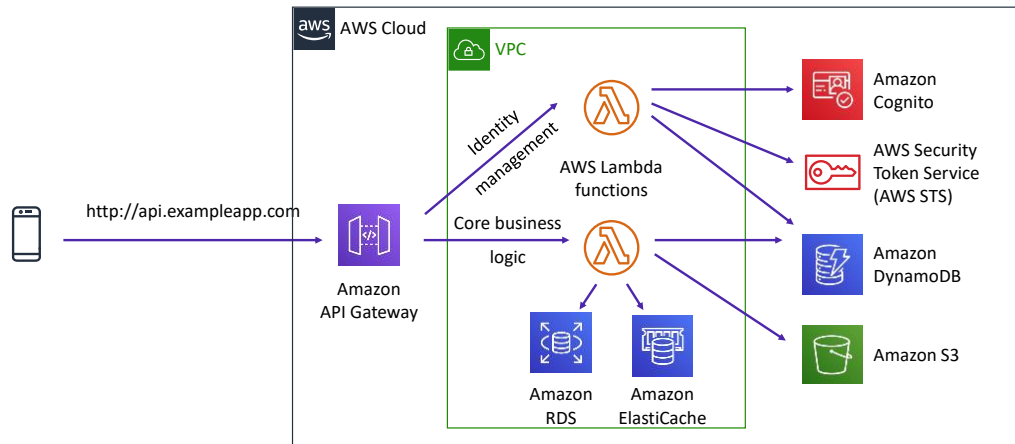 aws
AWS Cloud
VPC
Amazon
Cognito
Identity
management
AWS Lambda
functions
AWS Security
Token Service
(AWS STS)
http://api.exampleapp.com
Core business
logic
Amazon
DynamoDB
Amazon
API Gateway
Amazon S3
Amazon
RDS
Amazon
ElastiCache